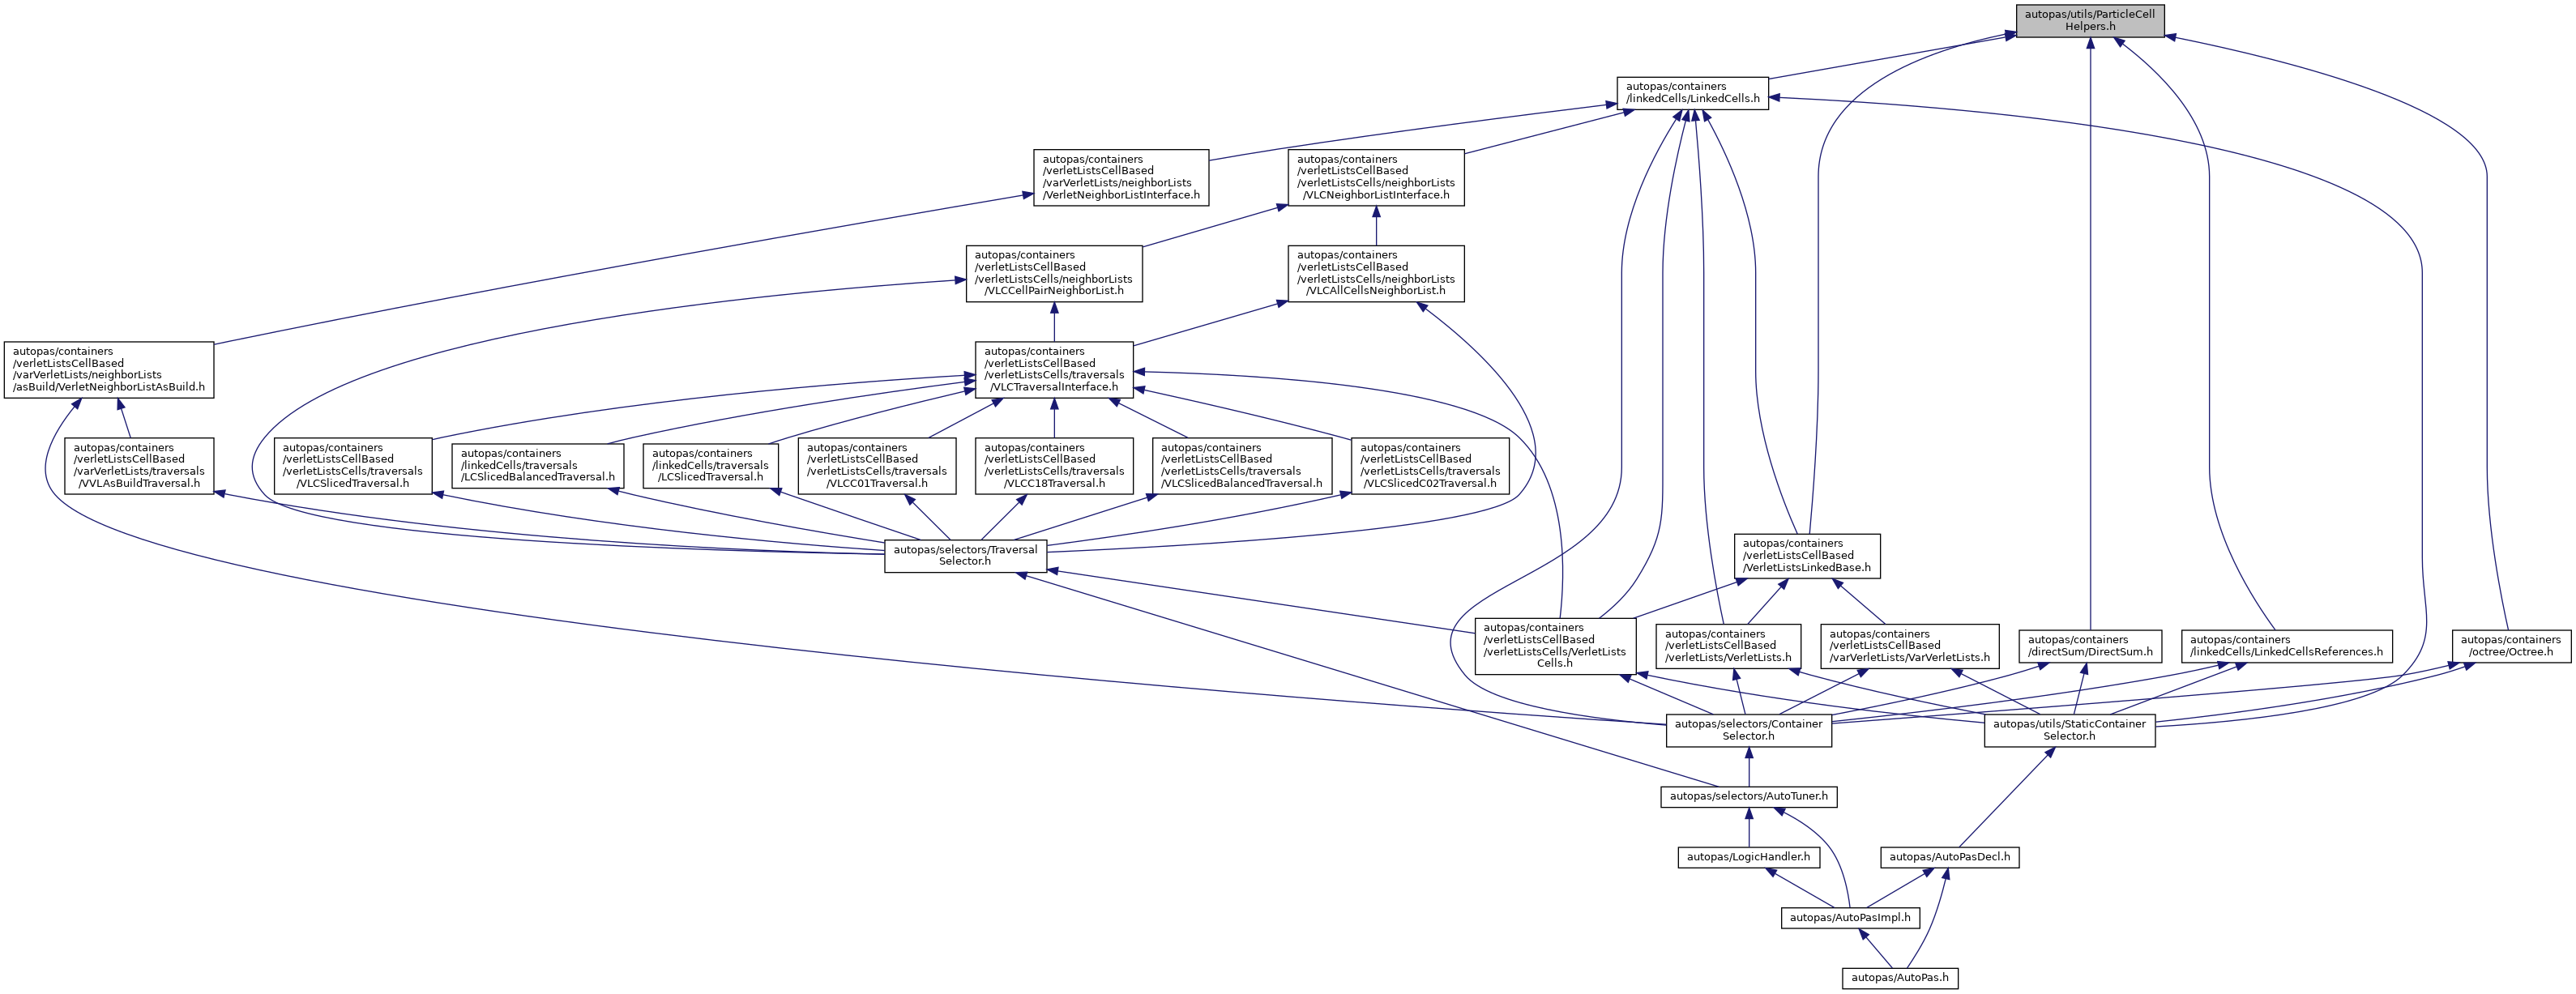 autopas/utils/ParticleCell
Helpers.h
autopas/containers
/linkedCells/LinkedCells.h
autopas/containers
/verletListsCellBased
/varVerletLists/neighborLists
/VerletNeighborListInterface.h
autopas/containers
/verletListsCellBased
/verletListsCells/neighborLists
/VLCNeighborListInterface.h
autopas/containers
/verletListsCellBased
/verletListsCells/neighborLists
/VLCCellPairNeighborList.h
autopas/containers
/verletListsCellBased
/verletListsCells/neighborLists
/VLCAllCellsNeighborList.h
autopas/containers
/verletListsCellBased
/varVerletLists/neighborLists
/asBuild/VerletNeighborListAsBuild.h
autopas/containers
/verletListsCellBased
/verletListsCells/traversals
/VLCTraversalInterface.h
autopas/containers
/verletListsCellBased
/varVerletLists/traversals
/VVLAsBuildTraversal.h
autopas/containers
/verletListsCellBased
/verletListsCells/traversals
/VLCSlicedTraversal.h
autopas/containers
/linkedCells/traversals
/LCSlicedBalancedTraversal.h
autopas/containers
/linkedCells/traversals
/LCSlicedTraversal.h
autopas/containers
/verletListsCellBased
/verletListsCells/traversals
/VLCC01Traversal.h
autopas/containers
/verletListsCellBased
/verletListsCells/traversals
/VLCC18Traversal.h
autopas/containers
/verletListsCellBased
/verletListsCells/traversals
/VLCSlicedBalancedTraversal.h
autopas/containers
/verletListsCellBased
/verletListsCells/traversals
/VLCSlicedC02Traversal.h
autopas/selectors/Traversal
Selector.h
autopas/containers
/verletListsCellBased
/VerletListsLinkedBase.h
autopas/containers
/verletListsCellBased
/verletListsCells/VerletLists
Cells.h
autopas/containers
/verletListsCellBased
/verletLists/VerletLists.h
autopas/containers
/verletListsCellBased
/varVerletLists/VarVerletLists.h
autopas/containers
/directSum/DirectSum.h
autopas/containers
/linkedCells/LinkedCellsReferences.h
autopas/containers
/octree/Octree.h
autopas/selectors/Container
Selector.h
autopas/utils/StaticContainer
Selector.h
autopas/selectors/AutoTuner.h
autopas/LogicHandler.h
autopas/AutoPasDecl.h
autopas/AutoPasImpl.h
autopas/AutoPas.h